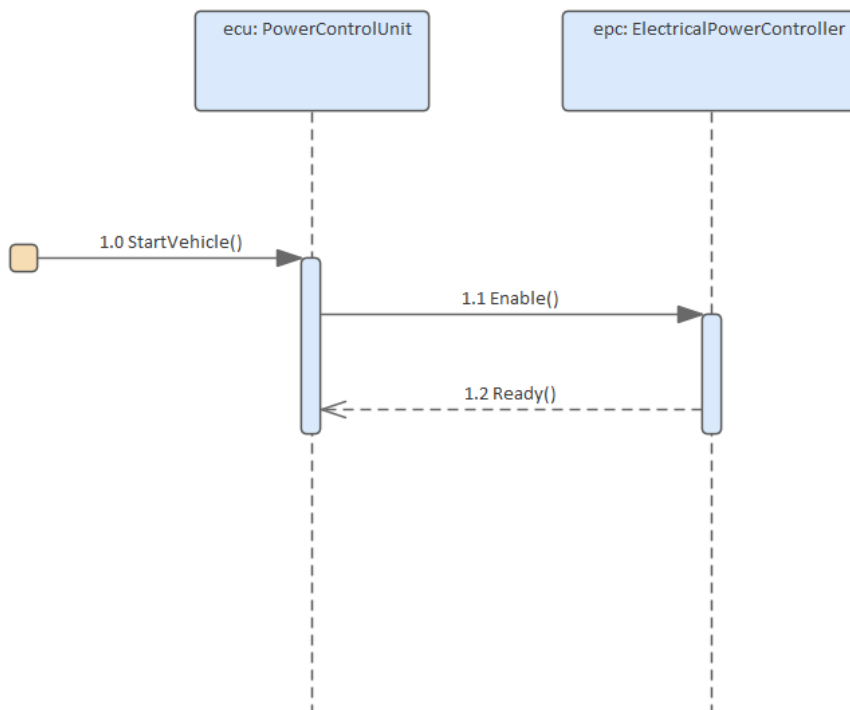 ecu: PowerControlUnit
epc: ElectricalPowerController
1.0 StartVehicle()
1.1 Enable()
1.2 Ready()